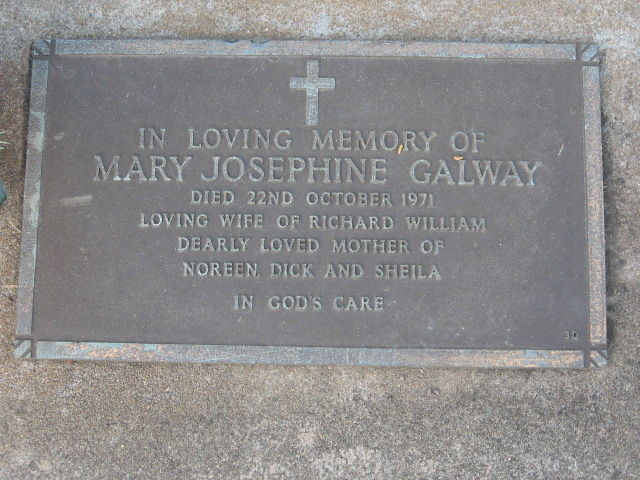 IN LOVING MEMORY OF
MARY JOSEPHINE GALWAY
DIED 22ND OCTOBER 1971
LOVING WIFE OF RICHARD WILLIAM
DEARLY LOVED MOTHER OF
NOREEN, DICK AND SHEILA
IN GOD'S CARE